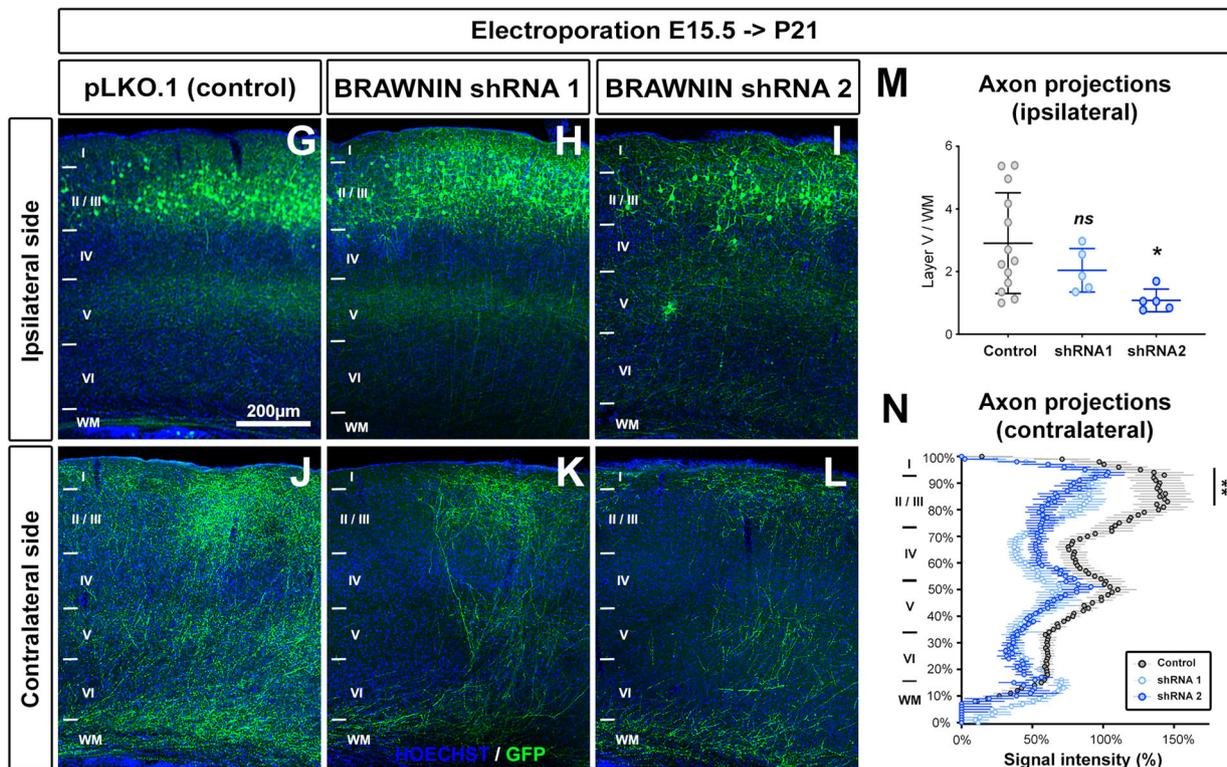 Electroporation E15.5 -> P21
pLKO.1 (control)
BRAWNIN shRNA 1
BRAWNIN shRNA 2
Ipsilateral side
G
I
II / III
IV
V
VI
WM
200µm
H
I
II / III
IV
V
VI
WM
I
I
II / III
IV
V
VI
WM
Contralateral side
J
I
II / III
IV
V
VI
WM
K
I
II / III
IV
V
VI
WM
HOECHST / GFP
L
I
II / III
IV
V
VI
WM
M
Axon projections
(ipsilateral)
Layer V / WM
6
4
2
0
ns
*
Control
shRNA1
shRNA2
N
Axon projections
(contralateral)
I
II / III
IV
V
VI
WM
100%
90%
80%
70%
60%
50%
40%
30%
20%
10%
0%
**
Control
shRNA 1
shRNA 2
0%
50%
100%
150%
Signal intensity (%)